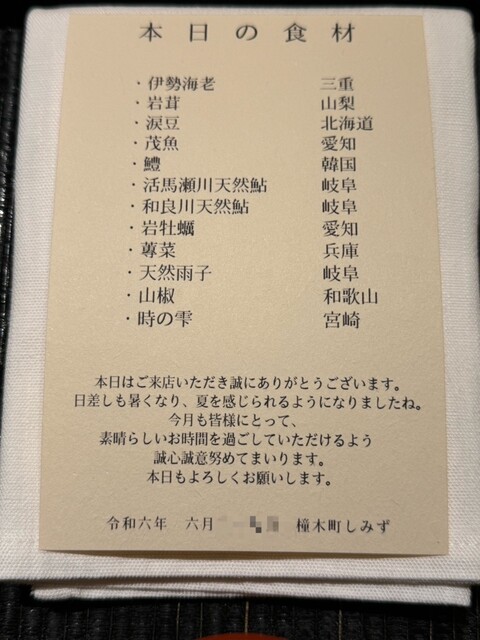 本日の食材
・伊勢海老 三重
・岩茸 山梨
・涙豆 北海道
・茂魚 愛知
・鱧 韓国
・活馬瀬川天然鮎 岐阜
・和良川天然鮎 岐阜
・岩牡蠣 愛知
・蓴菜 兵庫
・天然雨子 岐阜
・山椒 和歌山
・時の雫 宮崎
本日はご来店いただき誠にありがとうございます。
日差しも暑くなり、夏を感じられるようになりましたね。
今月も皆様にとって、
素晴らしいお時間を過ごしていただけるよう
誠心誠意努めてまいります。
本日もよろしくお願いします。
令和六年 六月 橦木町しみず